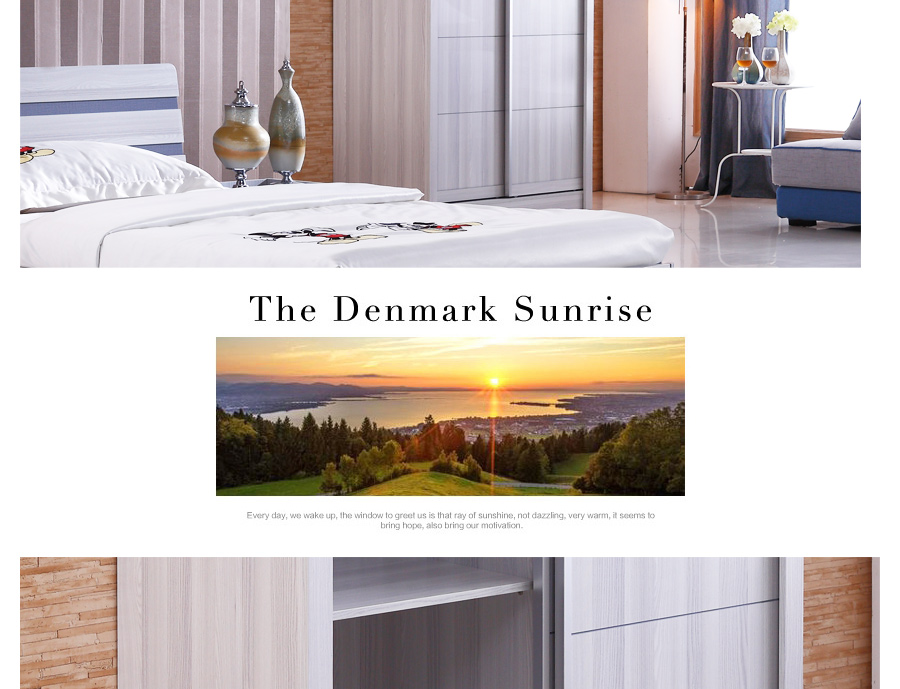 The Denmark Sunrise
Every day, we wake up, the window to greet us is that ray of sunshine, not dazzling, very warm, it seems to
bring hope, also bring our motivation.